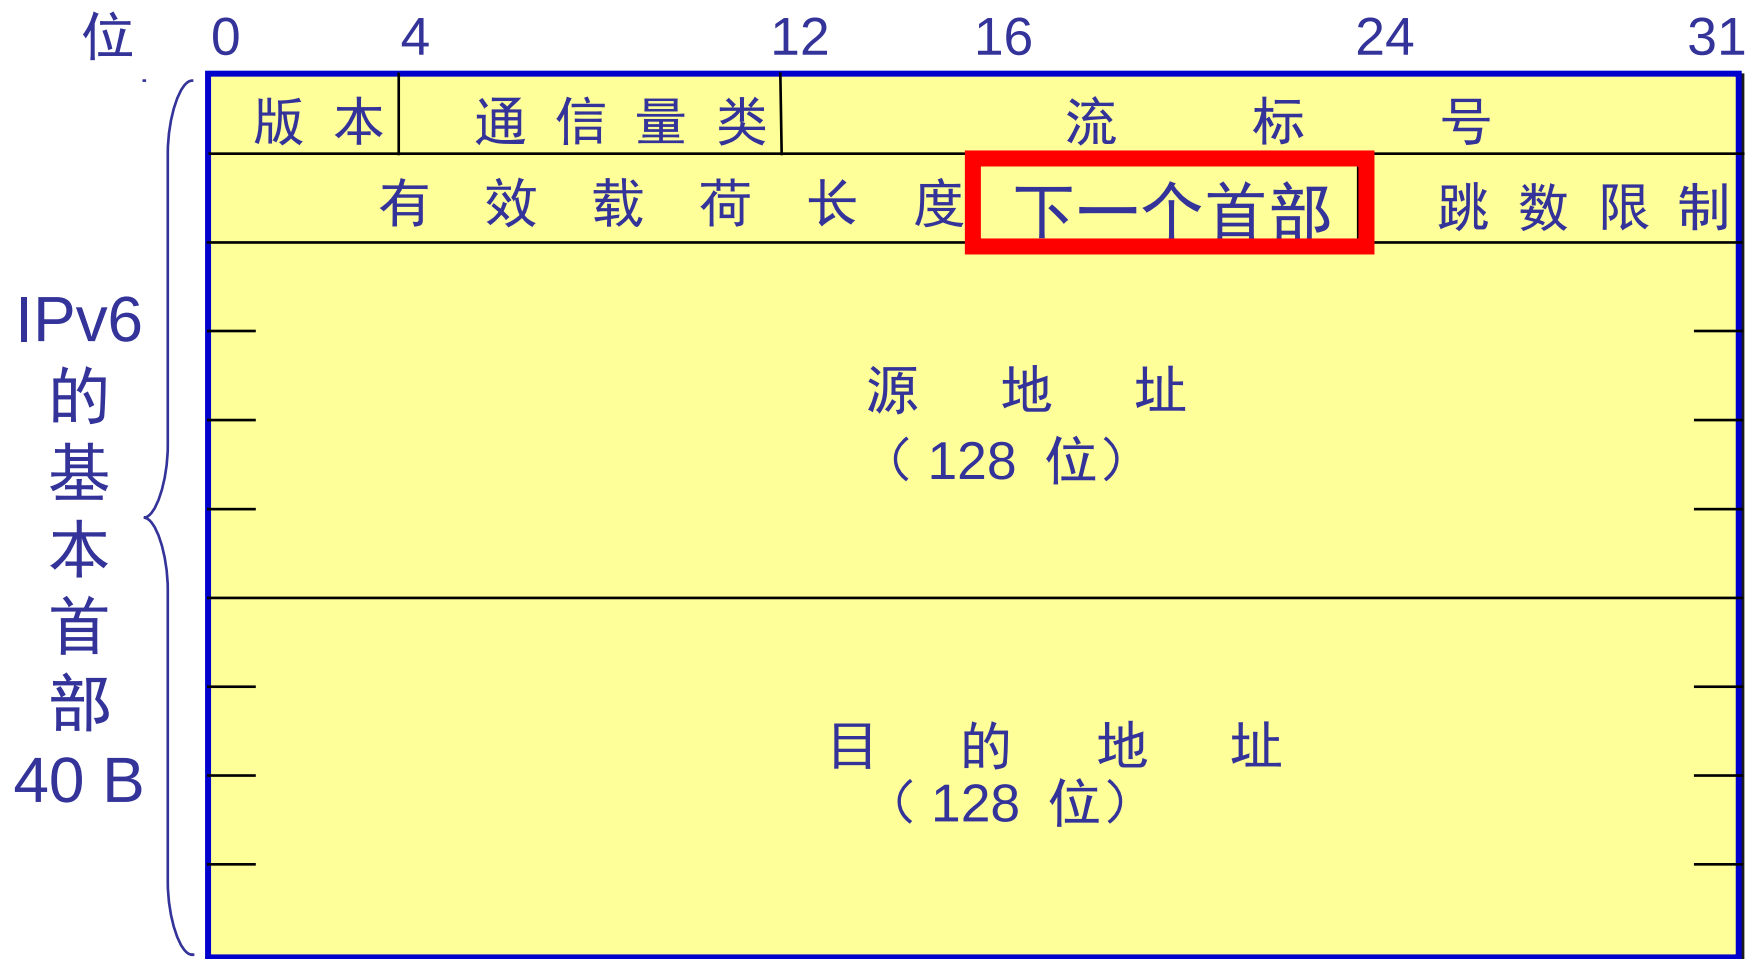 位 0 4 12 16 24 31
版 本 通 信 量 类 流 标 号
有 效 载 荷 长 度 下一个首部 跳 数 限 制
IPv6
的
基
本
首
部
40 B
源 地 址
（128 位）
目 的 地 址
（128 位）